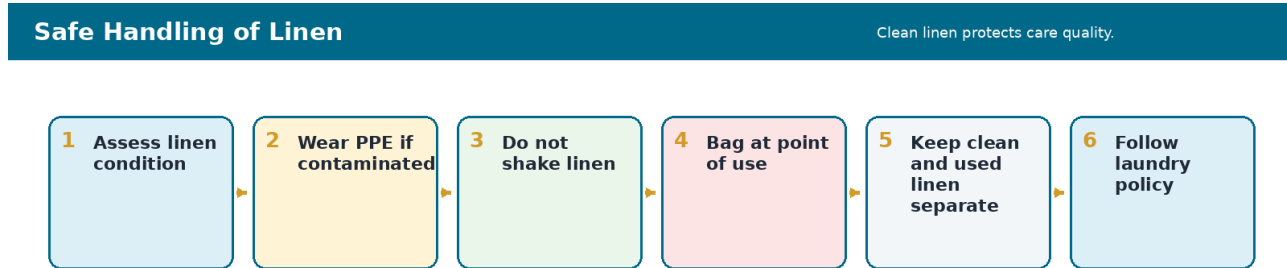 Safe Handling of Linen
Clean linen protects care quality.
1 Assess linen
condition
2 Wear PPE if
contaminated
3 Do not
shake linen
4 Bag at point
of use
5 Keep clean
and used
linen
separate
6 Follow
laundry
policy